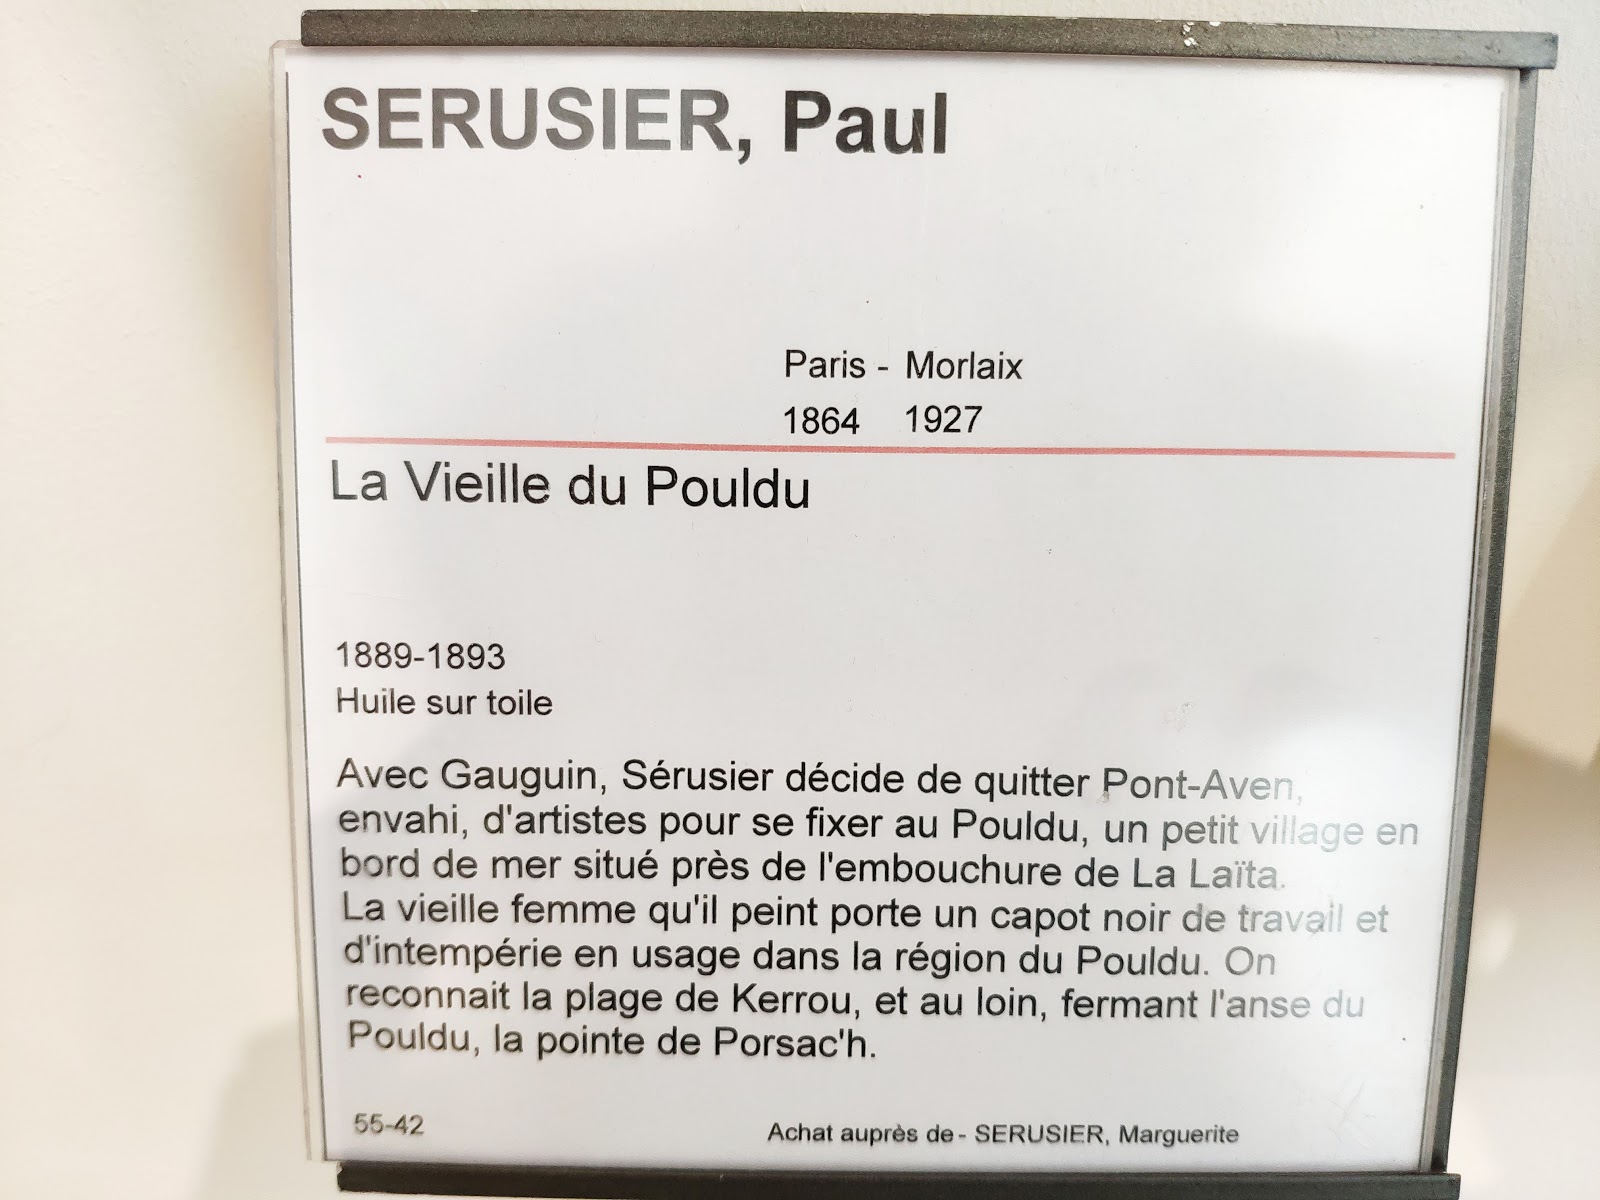 SERUSIER, Paul
Paris - Morlaix
1864 1927
La Vieille du Pouldu
1889-1893
Huile sur toile
Avec Gauguin, Sérusier décide de quitter Pont-Aven,
envahi, d'artistes pour se fixer au Pouldu, un petit village en
bord de mer situé près de l'embouchure de La Laïta.
La vieille femme qu'il peint porte un capot noir de travail et
d'intempérie en usage dans la région du Pouldu. On
reconnait la plage de Kerrou, et au loin, fermant l'anse du
Pouldu, la pointe de Porsac'h.
55-42
Achat auprès de - SERUSIER, Marguerite